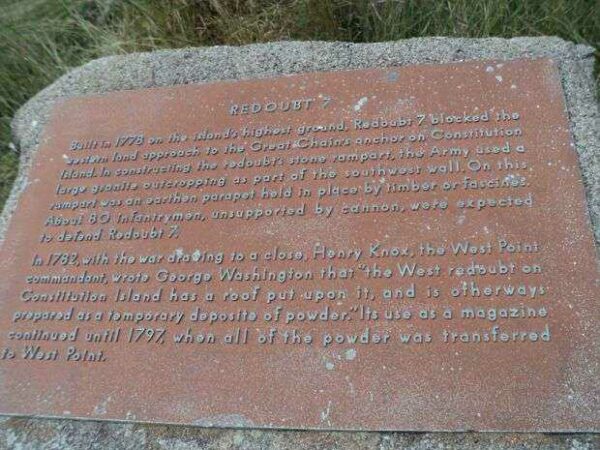 REDOUBT 7
Built in 1778 on the island's highest ground, Redoubt 7 blocked the
western land approach to the Great Chain's anchor on Constitution
Island. In constructing the redoubt's stone rampart, the Army used a
large granite outcropping as part of the southwest wall. On this
rampart was an earthen parapet held in place by timber or fascines.
About 80 infantrymen, unsupported by cannon, were expected
to defend Redoubt 7.
In 1782, with the war drawing to a close, Henry Knox, the West Point
commandant, wrote George Washington that "the West redoubt on
Constitution Island has a roof put upon it, and is otherways
prepared as a temporary deposite of powder." Its use as a magazine
continued until 1797, when all of the powder was transferred
to West Point.